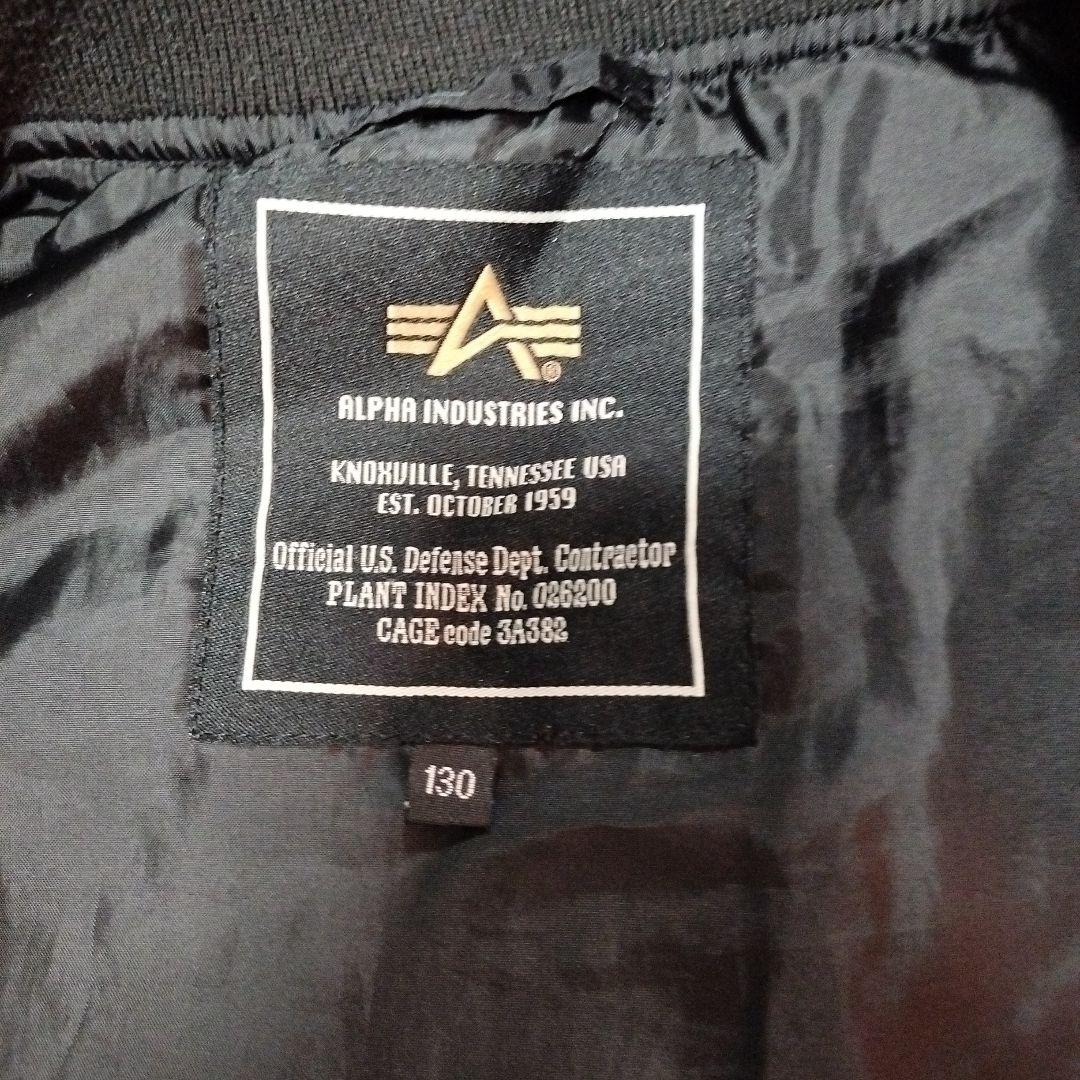 ALPHA INDUSTRIES INC.
KNOXVILLE, TENNESSEE USA
EST. OCTOBER 1959
Official U.S. Defense Dept. Contractor
PLANT INDEX No. 026200
CAGE code 3A382
130